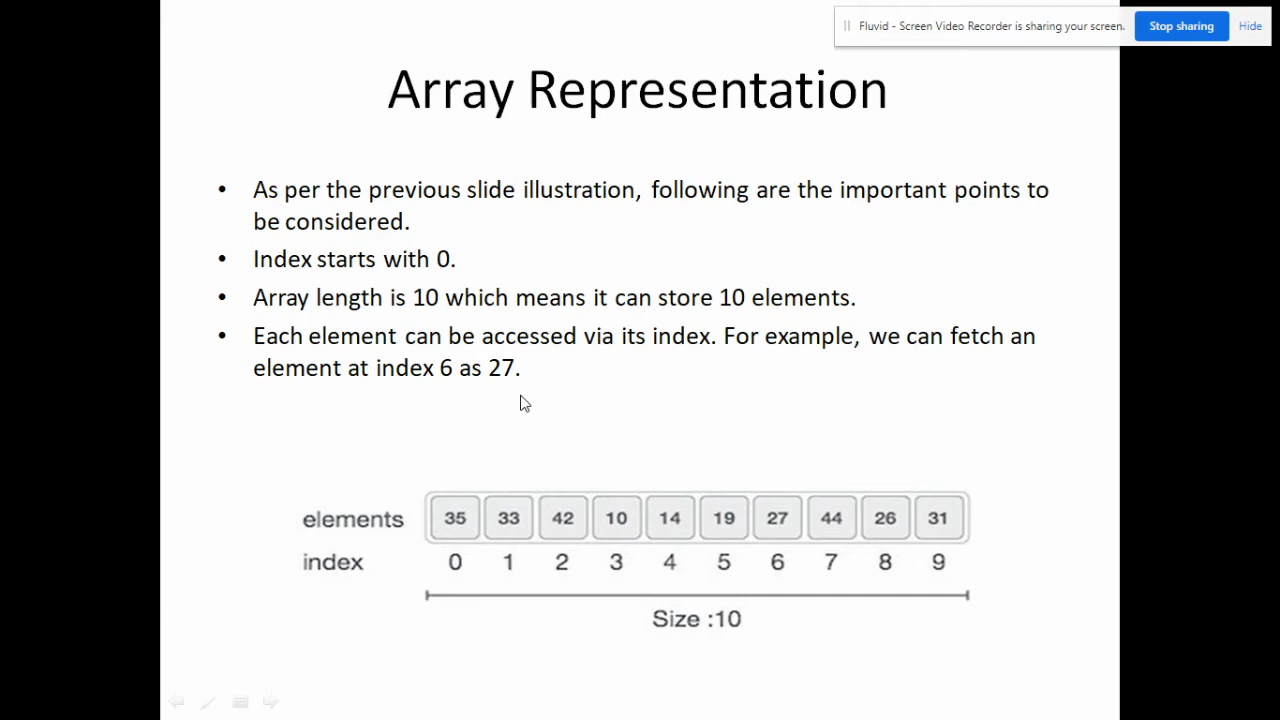 Fluvid - Screen Video Recorder is sharing your screen.
Stop sharing
Hide
Array Representation
• As per the previous slide illustration, following are the important points to
be considered.
• Index starts with 0.
• Array length is 10 which means it can store 10 elements.
• Each element can be accessed via its index. For example, we can fetch an
element at index 6 as 27.
elements 35 33 42 10 14 19 27 44 26 31
index 0 1 2 3 4 5 6 7 8 9
Size :10